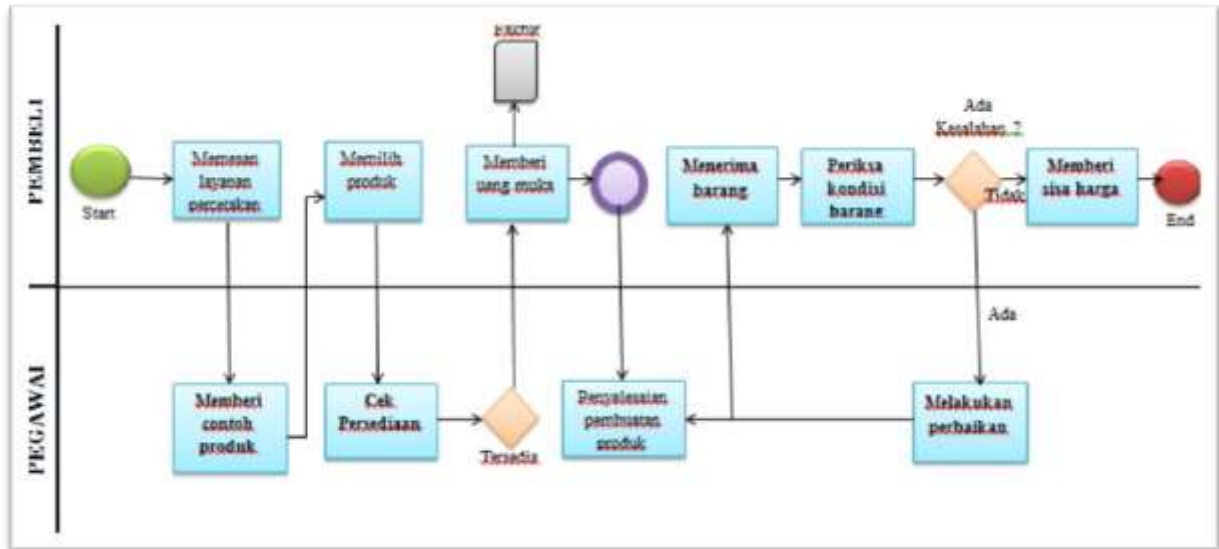 PEMBELI
Start
Memesan
layanan
percetakan
Memilih
produk
Memberi
uang muka
Menerima
barang
Periksa
kondisi
barang
Ada
Kesalahan ?
Tidak
Memberi
sisa harga
End
PEGAWAI
Memberi
contoh
produk
Cek
Persediaan
Tersedia
Penyelesaian
pembuatan
produk
Ada
Melakukan
perbaikan